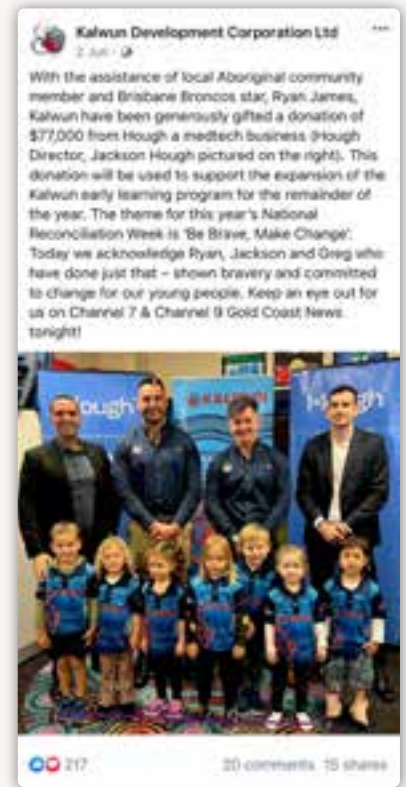 Kalwun Development Corporation Ltd
2 Jun
With the assistance of local Aboriginal community
member and Brisbane Broncos star, Ryan James,
Kalwun have been generously gifted a donation of
$77,000 from Hough a medtech business (Hough
Director, Jackson Hough pictured on the right). This
donation will be used to support the expansion of the
Kalwun early learning program for the remainder of
the year. The theme for this year's National
Reconciliation Week is 'Be Brave, Make Change'.
Today we acknowledge Ryan, Jackson and Greg who
have done just that – shown bravery and committed
to change for our young people. Keep an eye out for
us on Channel 7 & Channel 9 Gold Coast News
tonight!
Hough
KALWUN
Hough
217
20 comments 15 shares